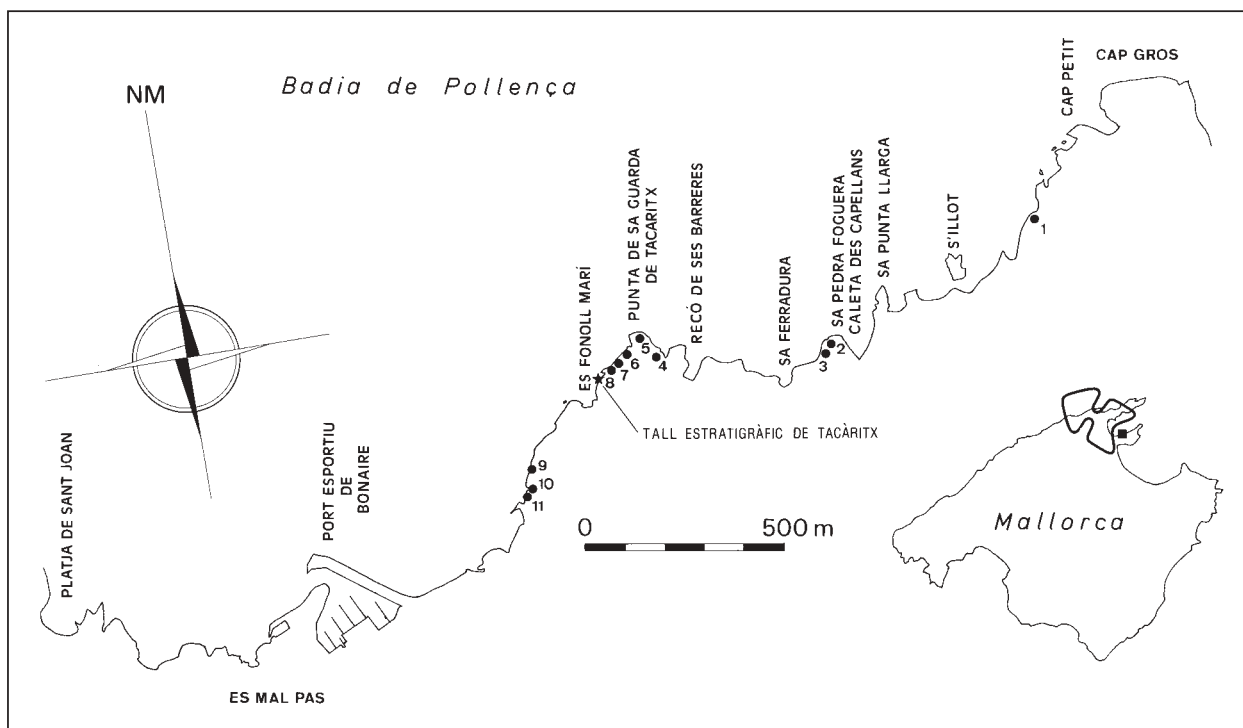 CAP GROS
CAP PETIT
Badia de Pollença
NM
PUNTA DE SA GUARDA
DE TACARITX
RECÓ DE SES BARRERES
SA FERRADURA
SA PEDRA FOGUERA
CALETA DES CAPELLANS
SA PUNTA LLARGA
S'ILLOT
ES FONOLL MARÍ
1
2
3
4
5
6
7
8
TALL ESTRATIGRÀFIC DE TACÀRITX
9
10
11
PLATJA DE SANT JOAN
PORT ESPORTIU
DE
BONAIRE
0 500 m
Mallorca
ES MAL PAS